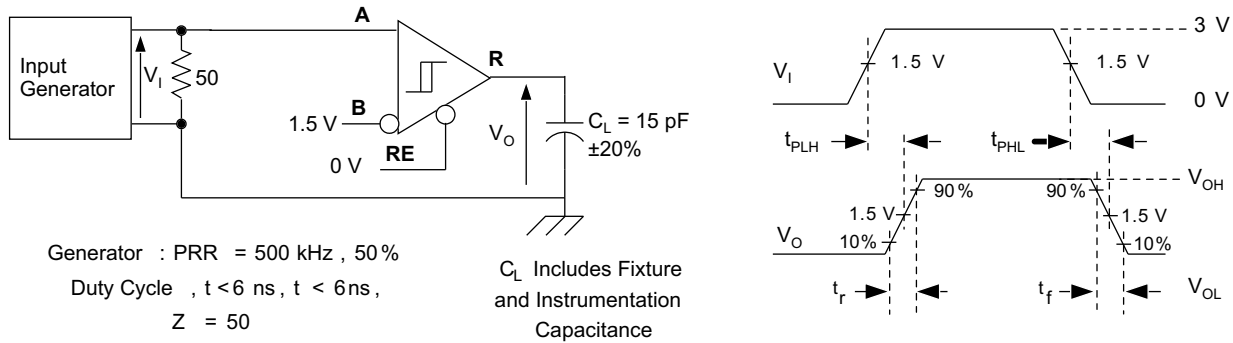 Input
Generator
V_I
50
A
B
1.5 V
RE
0 V
R
V_O
C_L = 15 pF
±20%
Generator : PRR = 500 kHz , 50%
Duty Cycle , t < 6 ns , t < 6ns ,
Z = 50
C_L Includes Fixture
and Instrumentation
Capacitance
V_I
1.5 V
1.5 V
3 V
0 V
t_PLH
t_PHL
V_O
90%
90%
V_OH
1.5 V
1.5 V
10%
10%
t_r
t_f
V_OL